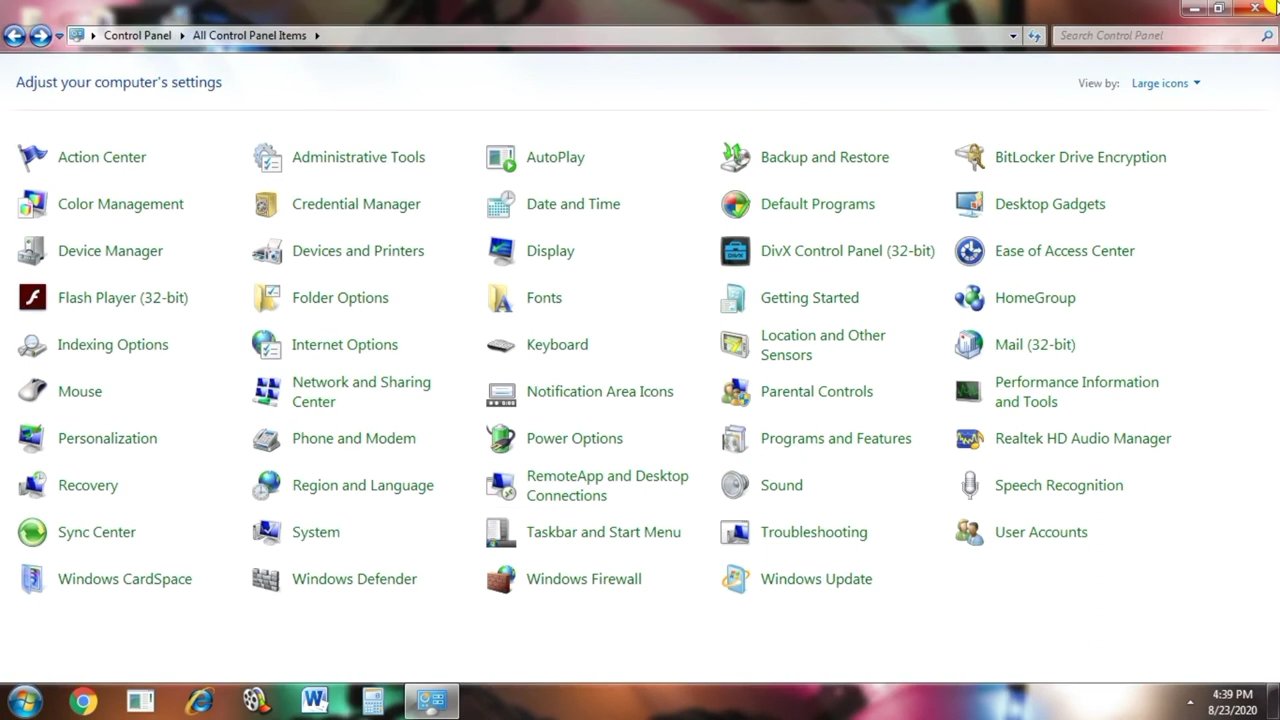 Control Panel All Control Panel Items
Search Control Panel
Adjust your computer's settings
View by: Large icons
Action Center
Administrative Tools
AutoPlay
Backup and Restore
BitLocker Drive Encryption
Color Management
Credential Manager
Date and Time
Default Programs
Desktop Gadgets
Device Manager
Devices and Printers
Display
DivX Control Panel (32-bit)
Ease of Access Center
Flash Player (32-bit)
Folder Options
Fonts
Getting Started
HomeGroup
Indexing Options
Internet Options
Keyboard
Location and Other
Sensors
Mail (32-bit)
Mouse
Network and Sharing
Center
Notification Area Icons
Parental Controls
Performance Information
and Tools
Personalization
Phone and Modem
Power Options
Programs and Features
Realtek HD Audio Manager
Recovery
Region and Language
RemoteApp and Desktop
Connections
Sound
Speech Recognition
Sync Center
System
Taskbar and Start Menu
Troubleshooting
User Accounts
Windows CardSpace
Windows Defender
Windows Firewall
Windows Update
4:39 PM
8/23/2020